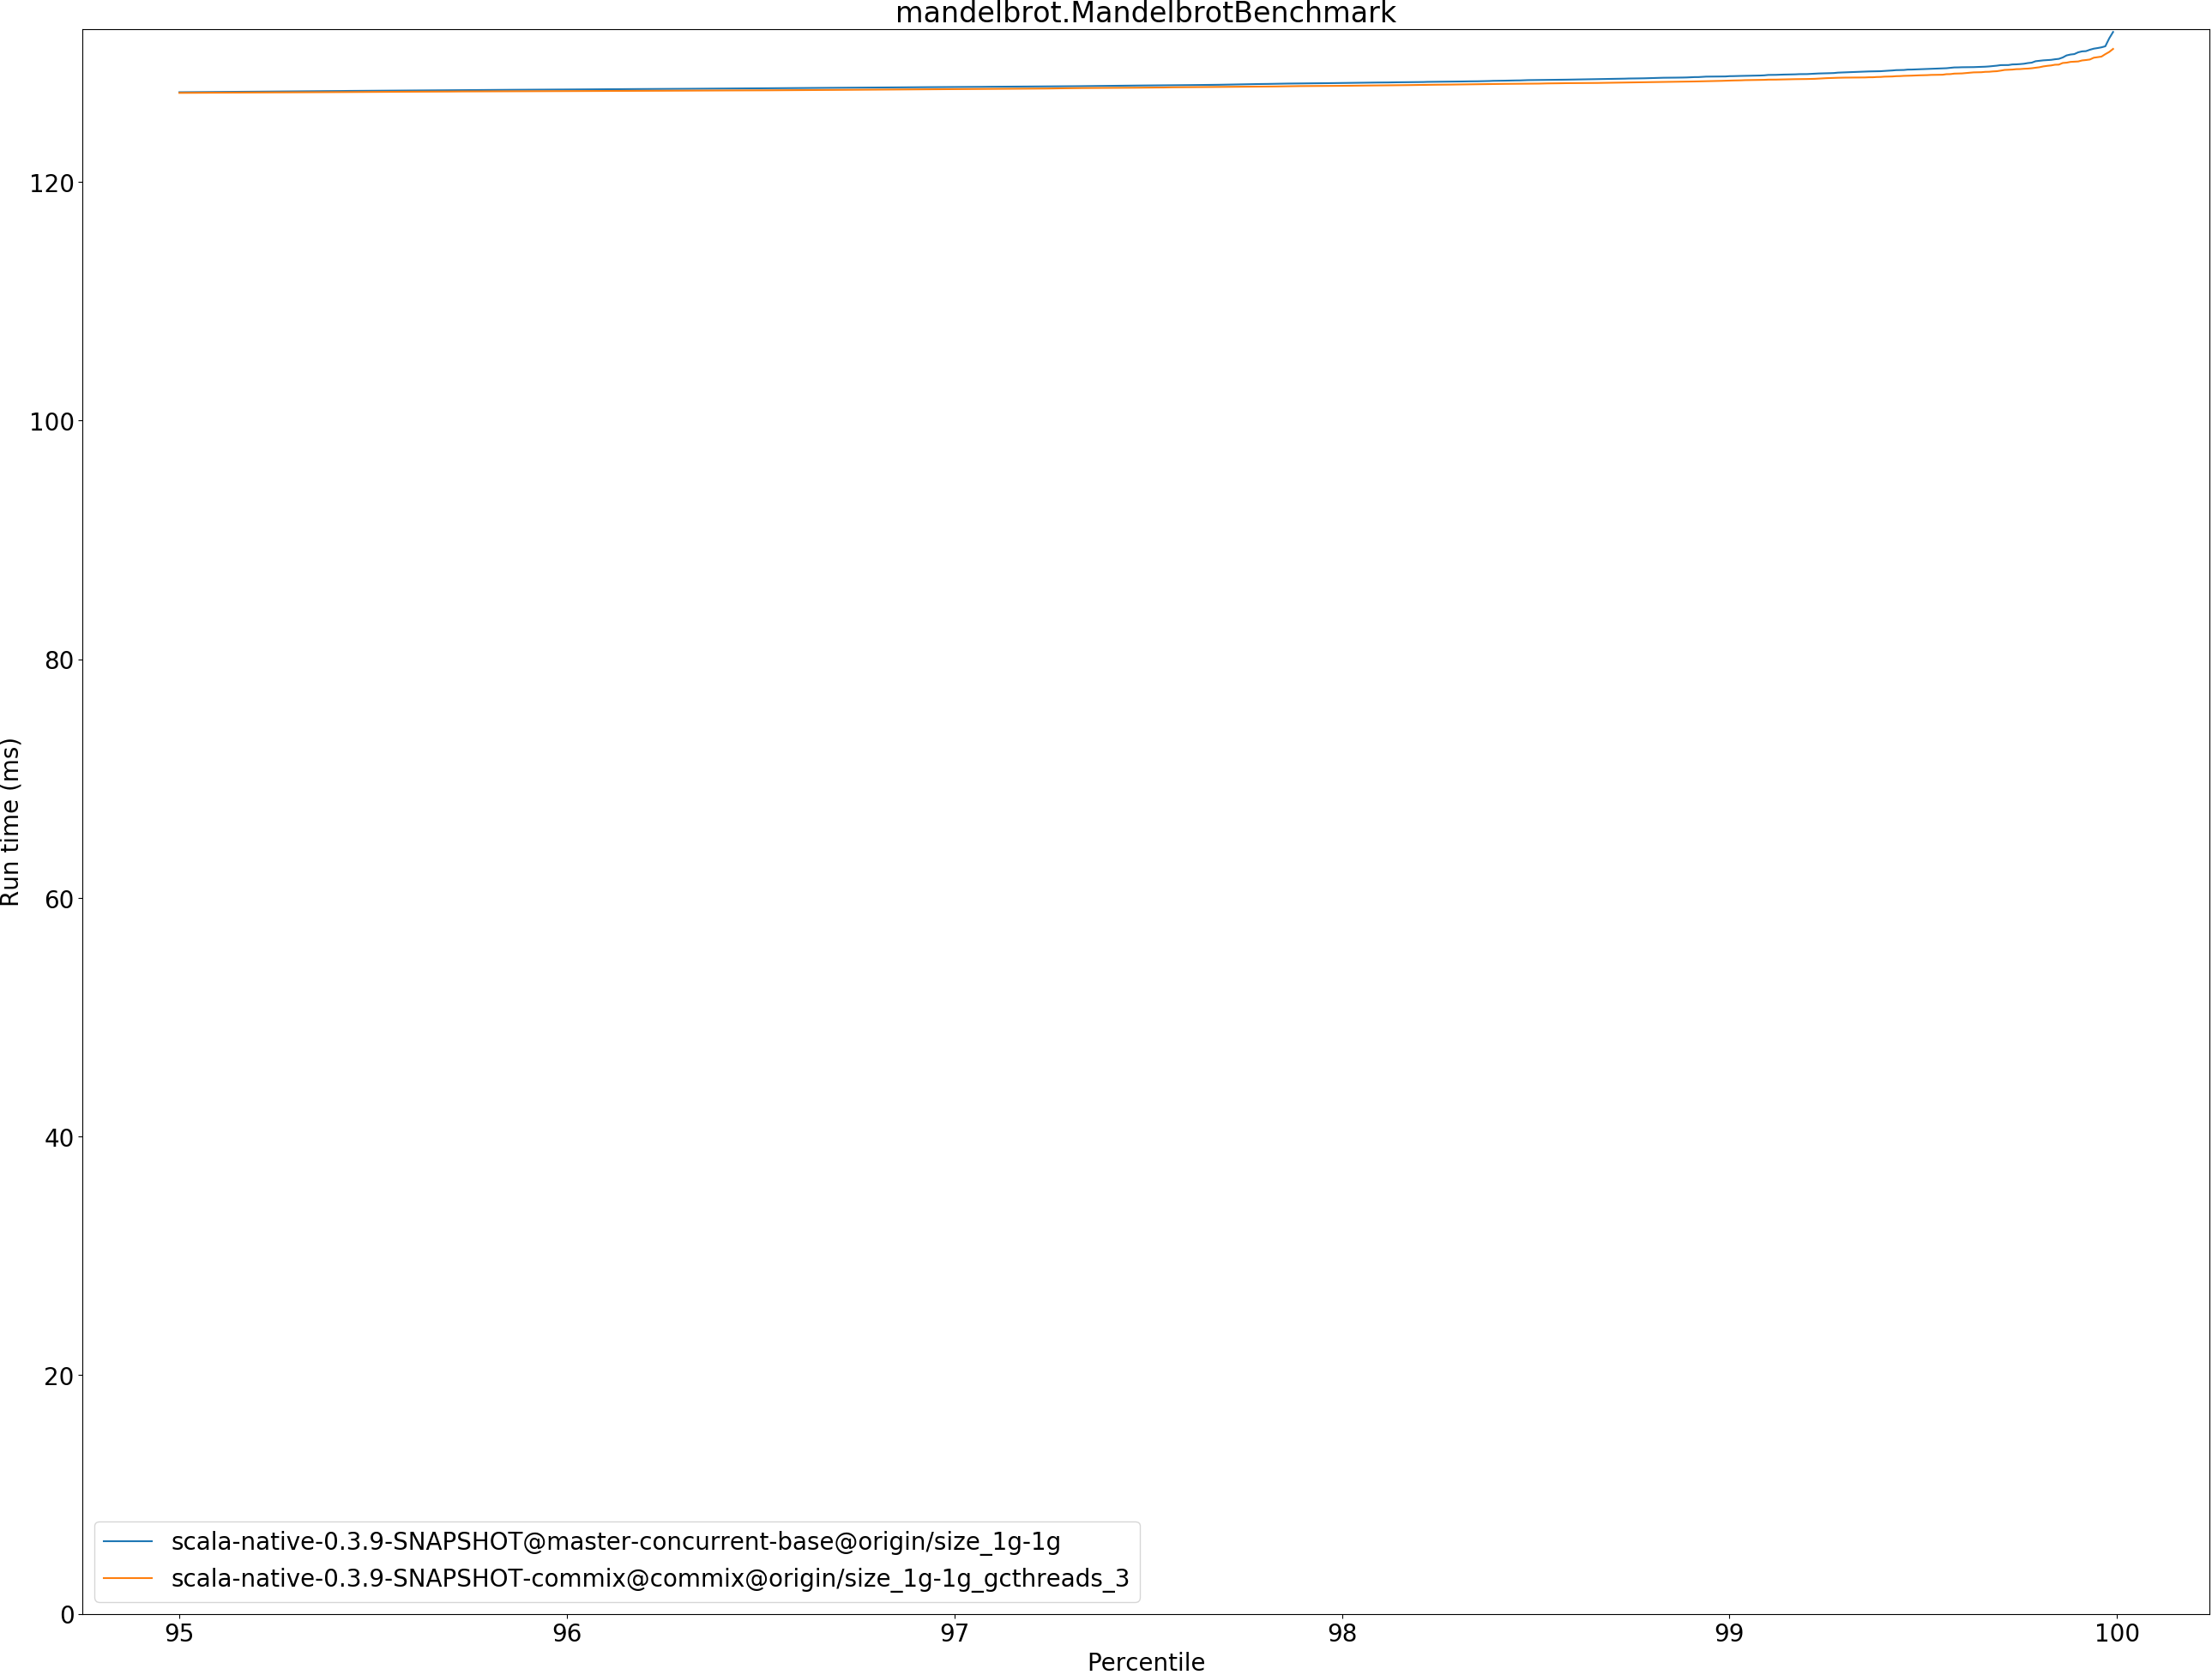 mandelbrot.MandelbrotBenchmark
Run time (ms)
120
100
80
60
40
20
0
scala-native-0.3.9-SNAPSHOT@master-concurrent-base@origin/size_1g-1g
scala-native-0.3.9-SNAPSHOT-commix@commix@origin/size_1g-1g_gcthreads_3
95 96 97 98 99 100
Percentile